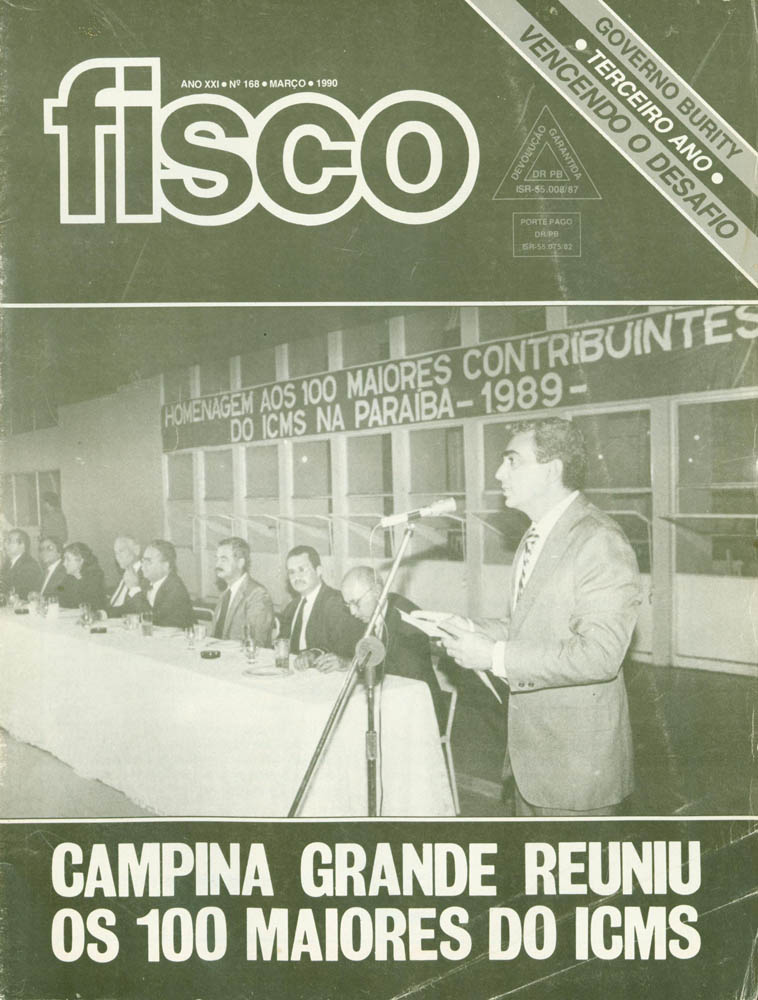 ANO XXI • Nº 168 • MARÇO • 1990
fisco
GOVERNO BURITY
• TERCEIRO ANO •
VENCENDO O DESAFIO
DEVOLUÇÃO
GARANTIDA
DR PB
ISR-55.008/87
PORTE PAGO
DR/PB
ISR-55.075/82
HOMENAGEM AOS 100 MAIORES CONTRIBUINTES
DO ICMS NA PARAÍBA - 1989 -
CAMPINA GRANDE REUNIU
OS 100 MAIORES DO ICMS